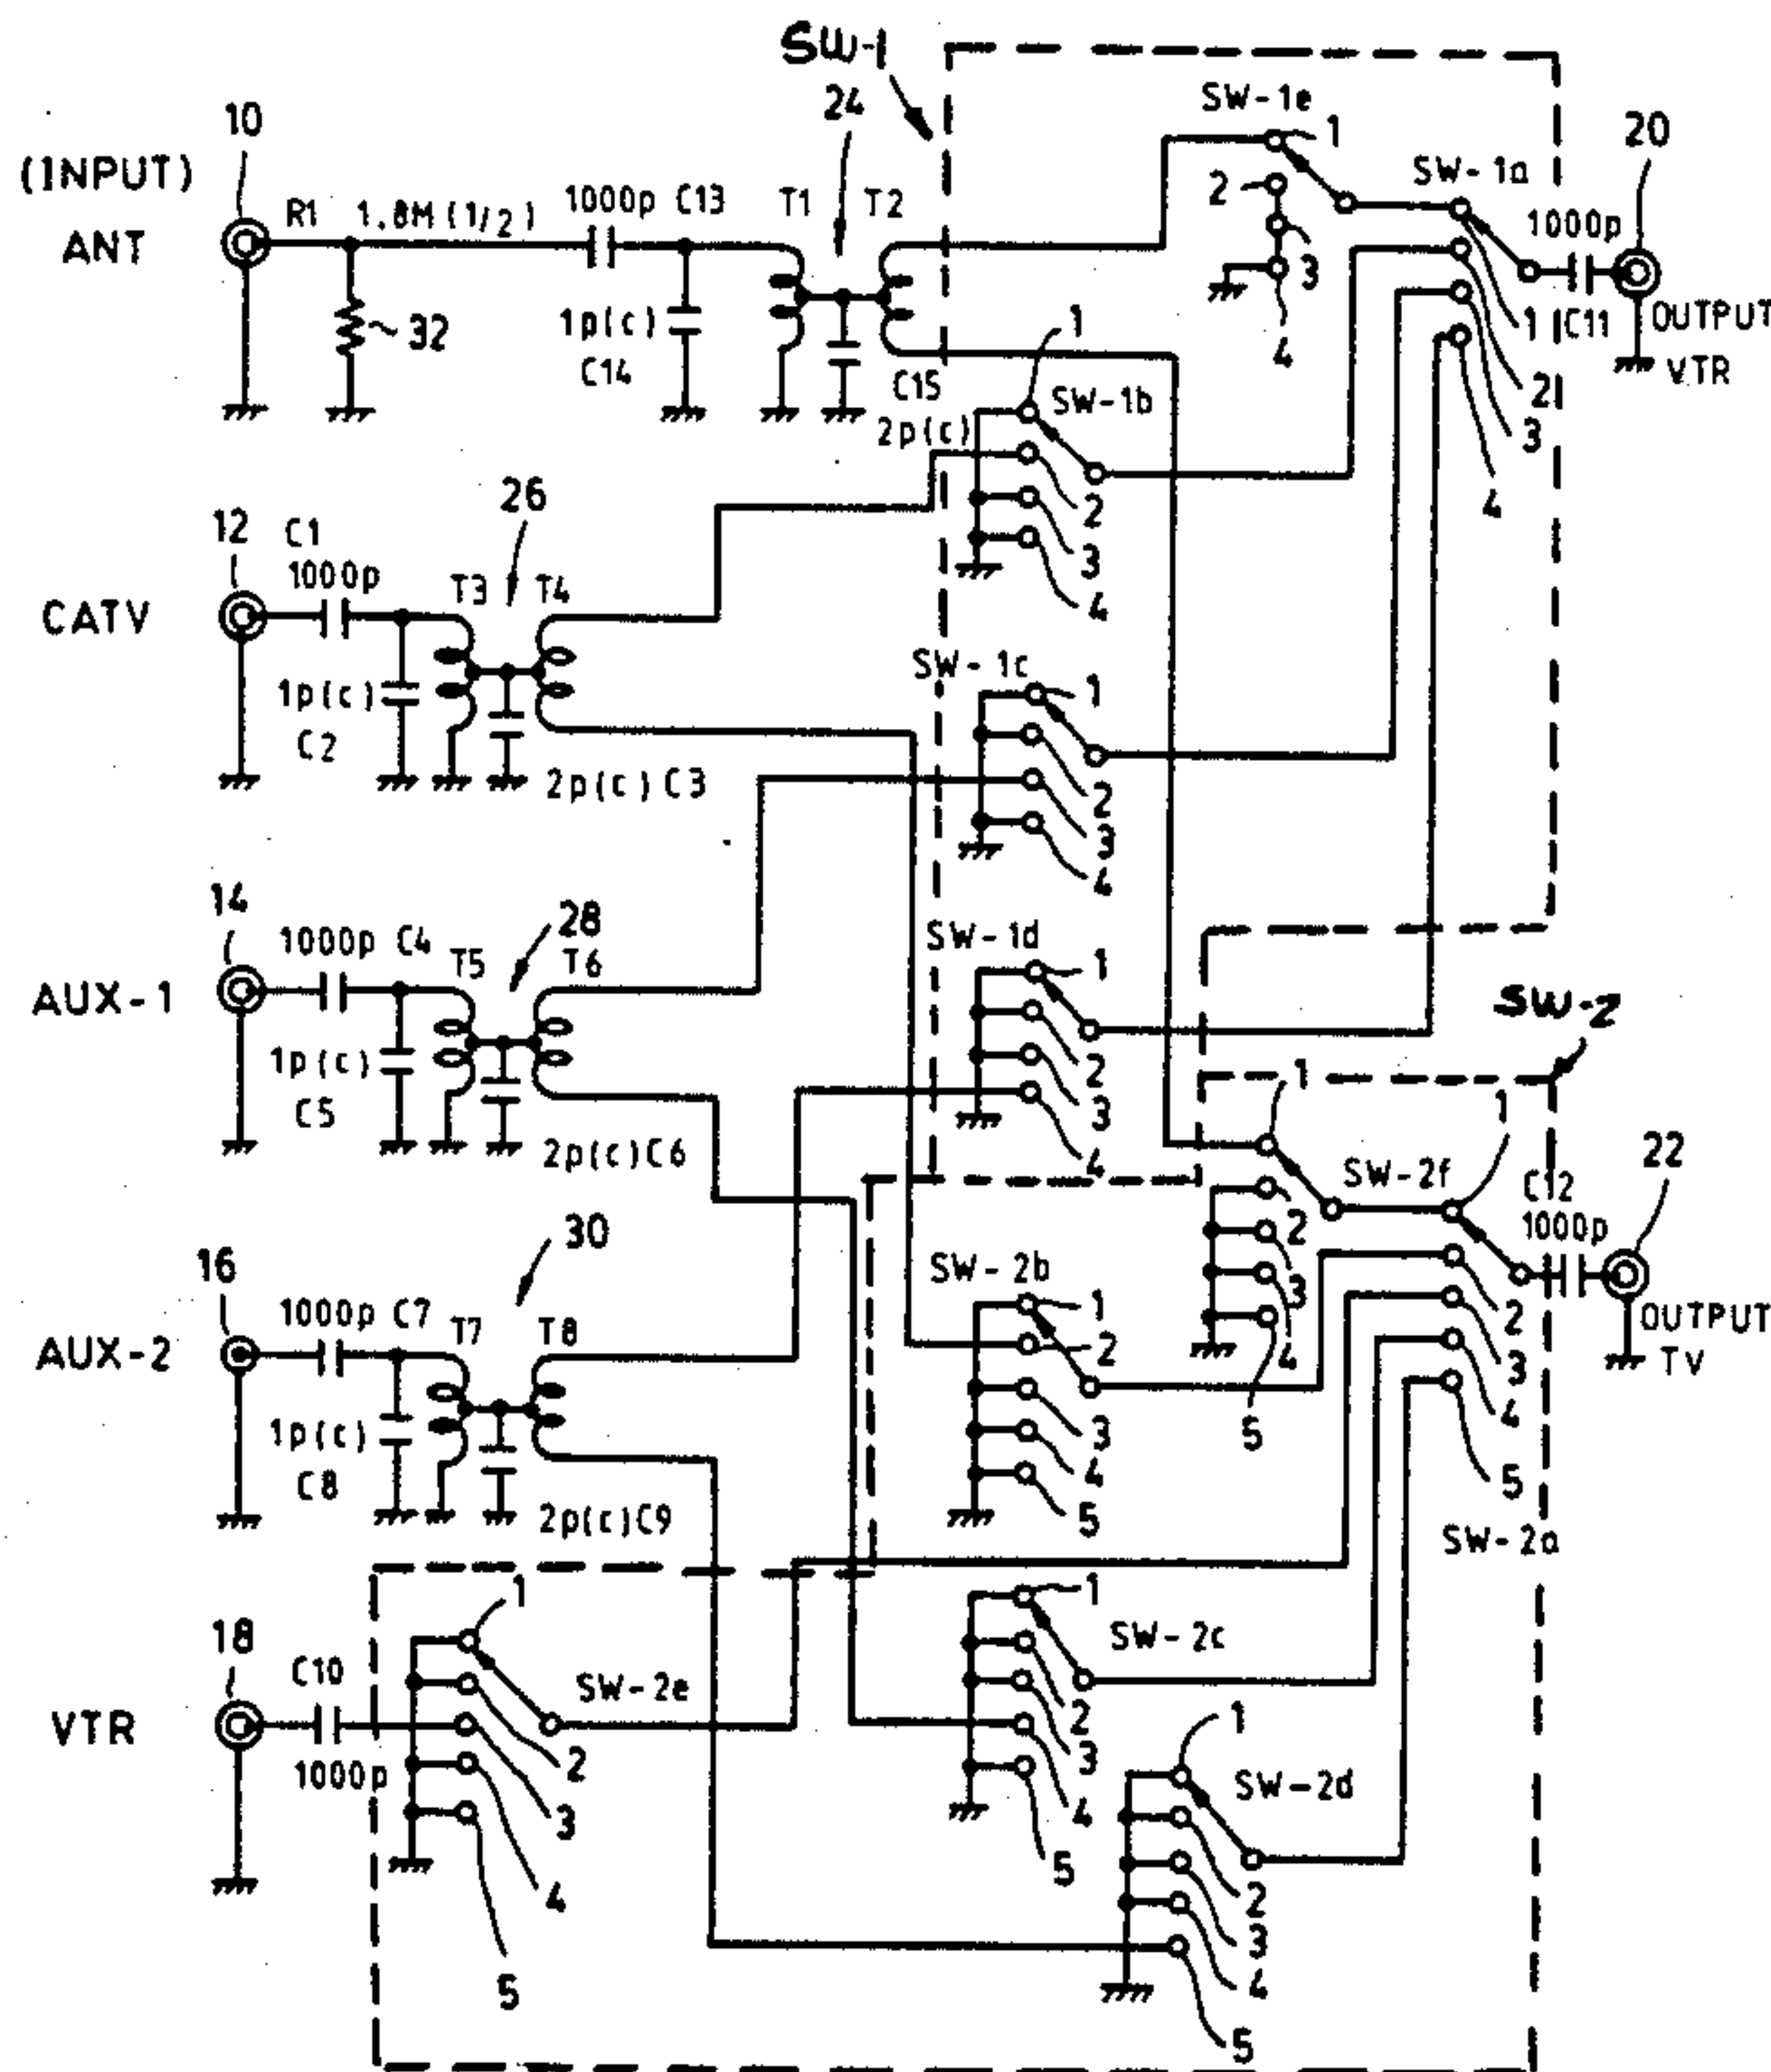 SW-1
24
SW-1e
1
10
20
(INPUT)
2
SW-1a
R1 1.8M (1/2)
1000p C13
T1
T2
1000p
ANT
3
32
1p(c)
C14
1
1
C11
OUTPUT
4
VTR
C15
2p(c)
SW-1b
2
3
26
2
4
12
C1
1000p
3
T3
T4
4
CATV
SW-1c
1
1p(c)
C2
2p(c) C3
2
3
4
14
28
SW-1d
1000p C4
T5
T6
1
AUX-1
SW-2
1p(c)
C5
2
1
3
1
2p(c) C6
4
22
SW-2f
C12
1000p
30
2
16
SW-2b
1
3
1000p C7
T7
T8
2
2
OUTPUT
AUX-2
4
3
TV
1p(c)
C8
3
5
4
4
5
2p(c) C9
5
SW-2a
1
1
18
C10
SW-2e
SW-2c
VTR
2
2
1
1000p
3
3
SW-2d
4
4
5
2
5
3
4
5